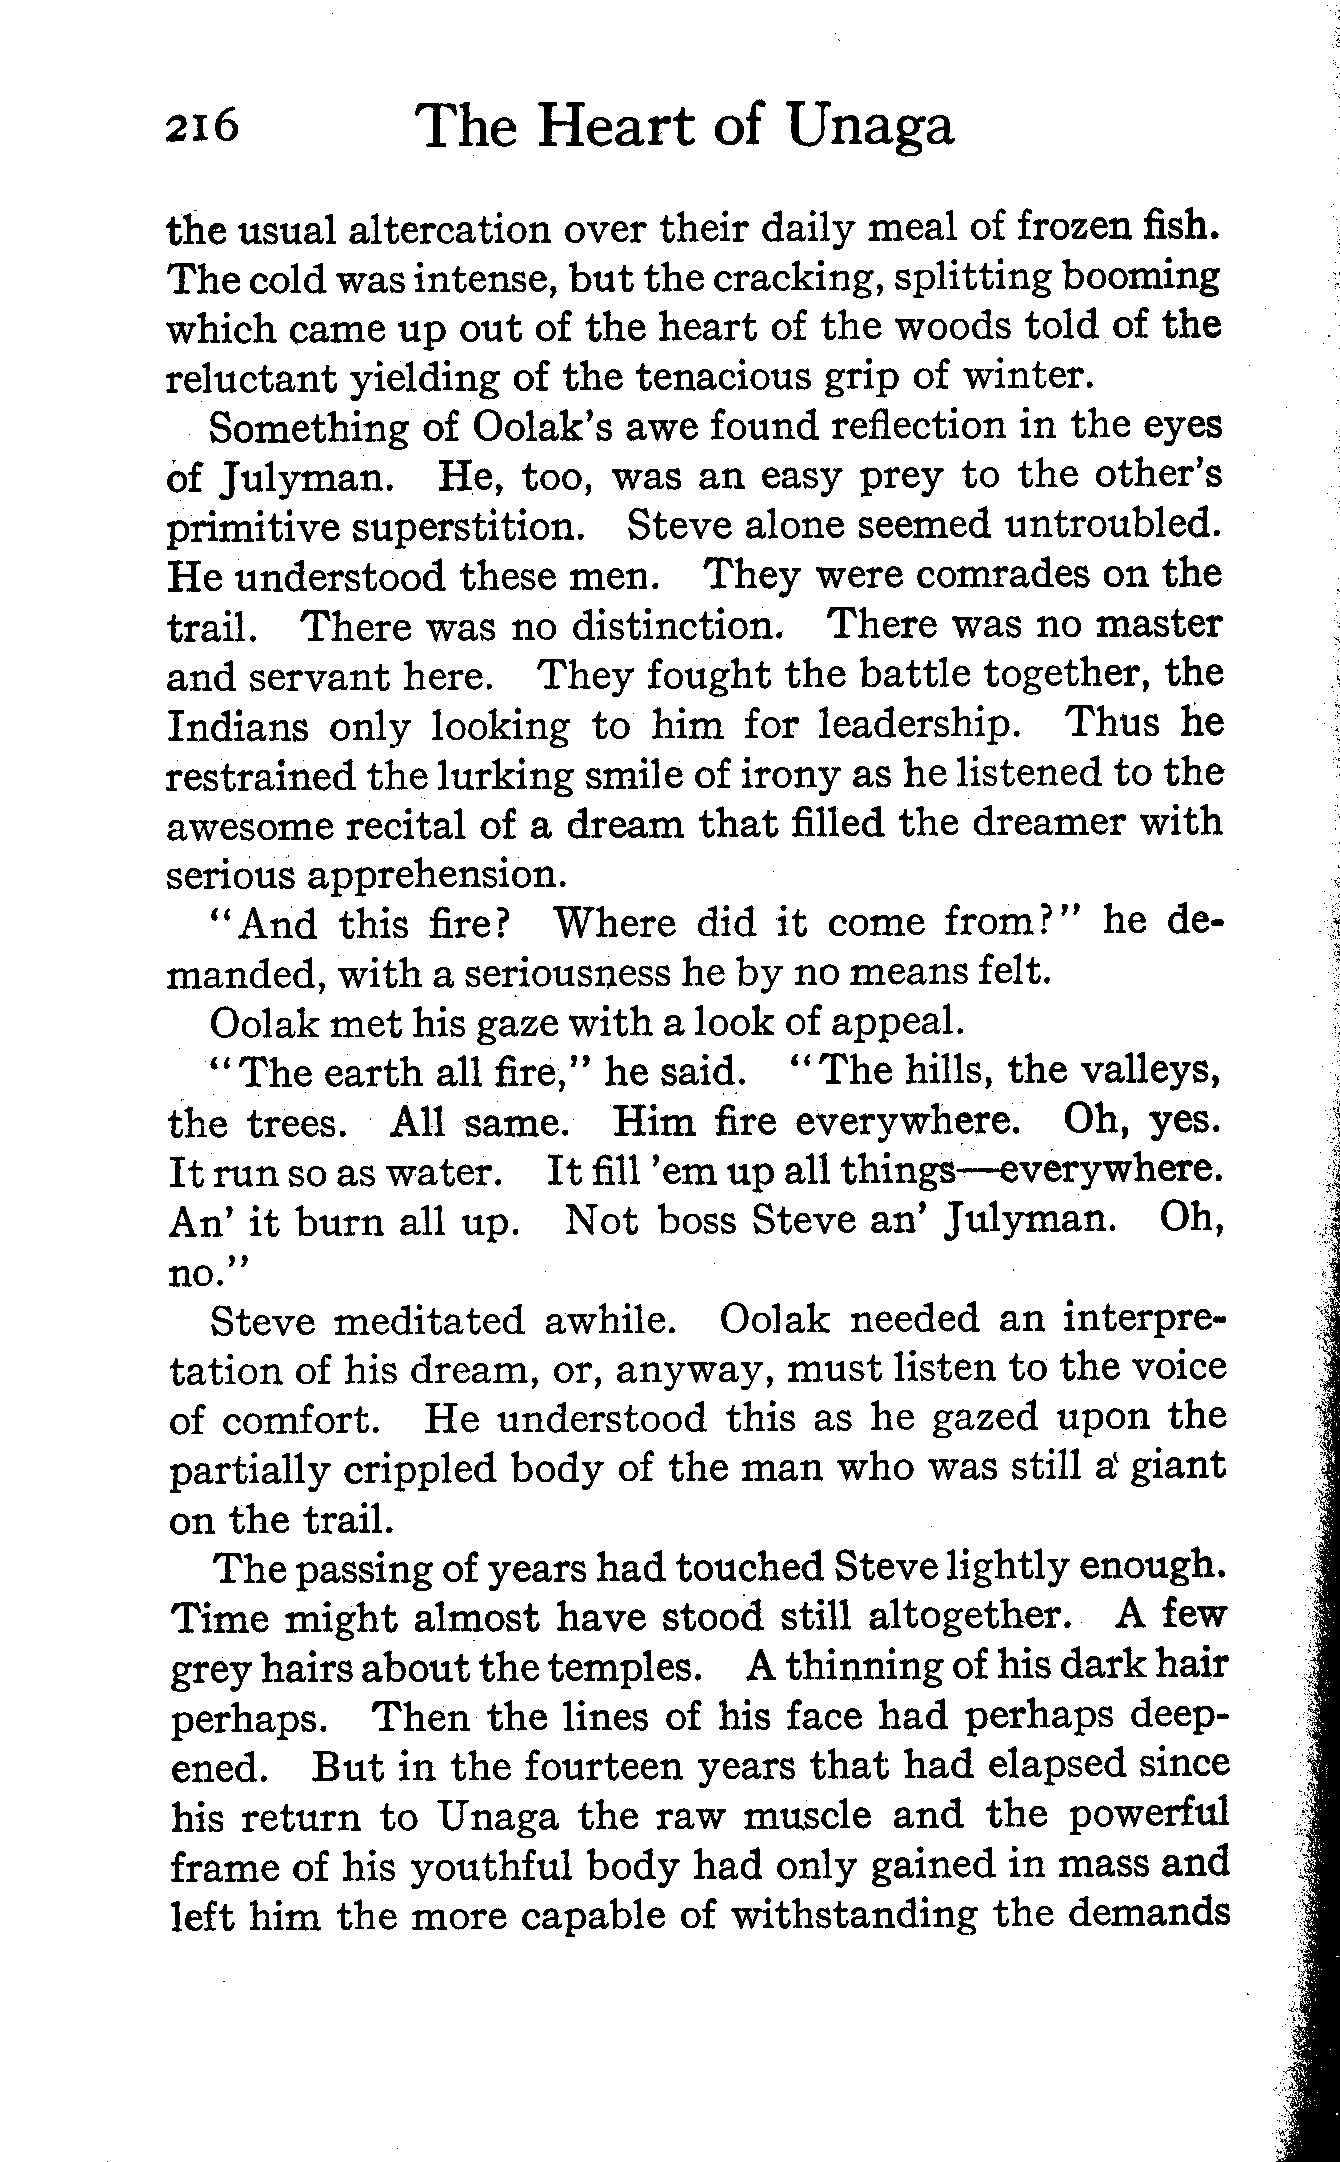 216 The Heart of Unaga
the usual altercation over their daily meal of frozen fish.
The cold was intense, but the cracking, splitting booming
which came up out of the heart of the woods told of the
reluctant yielding of the tenacious grip of winter.
Something of Oolak's awe found reflection in the eyes
of Julyman. He, too, was an easy prey to the other's
primitive superstition. Steve alone seemed untroubled.
He understood these men. They were comrades on the
trail. There was no distinction. There was no master
and servant here. They fought the battle together, the
Indians only looking to him for leadership. Thus he
restrained the lurking smile of irony as he listened to the
awesome recital of a dream that filled the dreamer with
serious apprehension.
"And this fire? Where did it come from?" he de-
manded, with a seriousness he by no means felt.
Oolak met his gaze with a look of appeal.
"The earth all fire," he said. "The hills, the valleys,
the trees. All same. Him fire everywhere. Oh, yes.
It run so as water. It fill 'em up all things—everywhere.
An' it burn all up. Not boss Steve an' Julyman. Oh,
no."
Steve meditated awhile. Oolak needed an interpre-
tation of his dream, or, anyway, must listen to the voice
of comfort. He understood this as he gazed upon the
partially crippled body of the man who was still a giant
on the trail.
The passing of years had touched Steve lightly enough.
Time might almost have stood still altogether. A few
grey hairs about the temples. A thinning of his dark hair
perhaps. Then the lines of his face had perhaps deep-
ened. But in the fourteen years that had elapsed since
his return to Unaga the raw muscle and the powerful
frame of his youthful body had only gained in mass and
left him the more capable of withstanding the demands